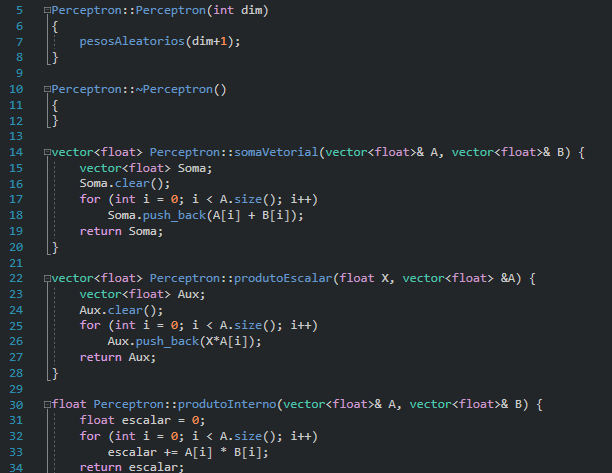 5 Perceptron::Perceptron(int dim)
6 {
7 pesosAleatorios(dim+1);
8 }
9
10 Perceptron::~Perceptron()
11 {
12 }
13
14 vector<float> Perceptron::somaVetorial(vector<float>& A, vector<float>& B) {
15 vector<float> Soma;
16 Soma.clear();
17 for (int i = 0; i < A.size(); i++)
18 Soma.push_back(A[i] + B[i]);
19 return Soma;
20 }
21
22 vector<float> Perceptron::produtoEscalar(float X, vector<float> &A) {
23 vector<float> Aux;
24 Aux.clear();
25 for (int i = 0; i < A.size(); i++)
26 Aux.push_back(X*A[i]);
27 return Aux;
28 }
29
30 float Perceptron::produtoInterno(vector<float>& A, vector<float>& B) {
31 float escalar = 0;
32 for (int i = 0; i < A.size(); i++)
33 escalar += A[i] * B[i];
34 return escalar;